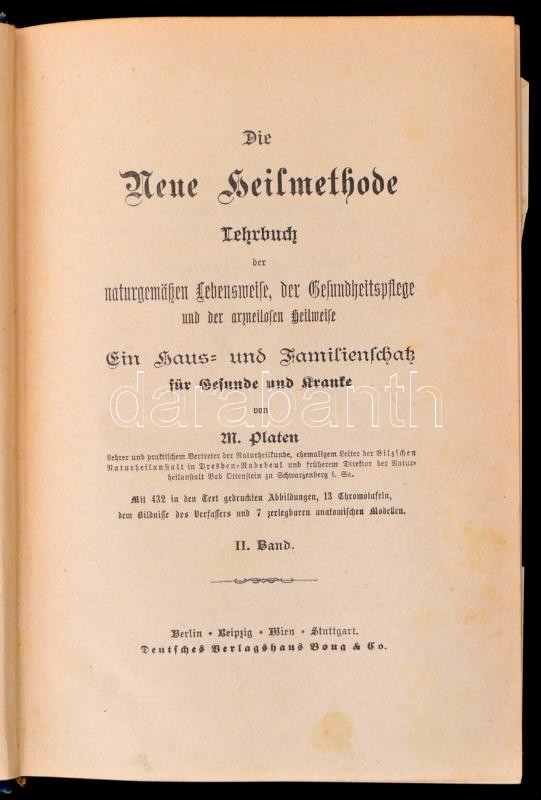 Die
Neue Heilmethode
Lehrbuch
der
naturgemäßen Lebensweise, der Gesundheitspflege
und der arzneilosen Heilweise
Ein Haus- und Familienschatz
für Gesunde und Kranke
darabanth
von
M. Platen
Lehrer und praktischem Vertreter der Naturheilkunde, ehemaligem Leiter der Bilzschen
Naturheilanstalt in Dresden-Radebeul und früherem Direktor der Natur-
heilanstalt Bad Ottenstein zu Schwarzenberg i. Sa.
Mit 432 in den Text gedruckten Abbildungen, 13 Chromotafeln,
dem Bildnisse des Verfassers und 7 zerlegbaren anatomischen Modellen.
II. Band.
Berlin • Leipzig • Wien • Stuttgart.
Deutsches Verlagshaus Bong & Co.